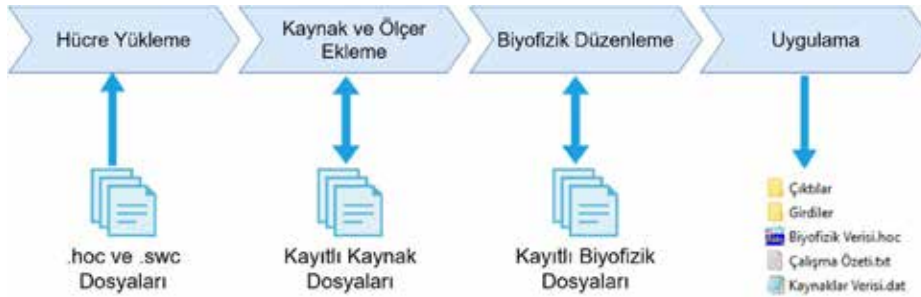 Hücre Yükleme
Kaynak ve Ölçer
Ekleme
Biyofizik Düzenleme
Uygulama
.hoc ve .swc
Dosyaları
Kayıtlı Kaynak
Dosyaları
Kayıtlı Biyofizik
Dosyaları
Çıktılar
Girdiler
Biyofizik Verisi.hoc
Çalışma Özeti.txt
Kaynaklar Verisi.dat